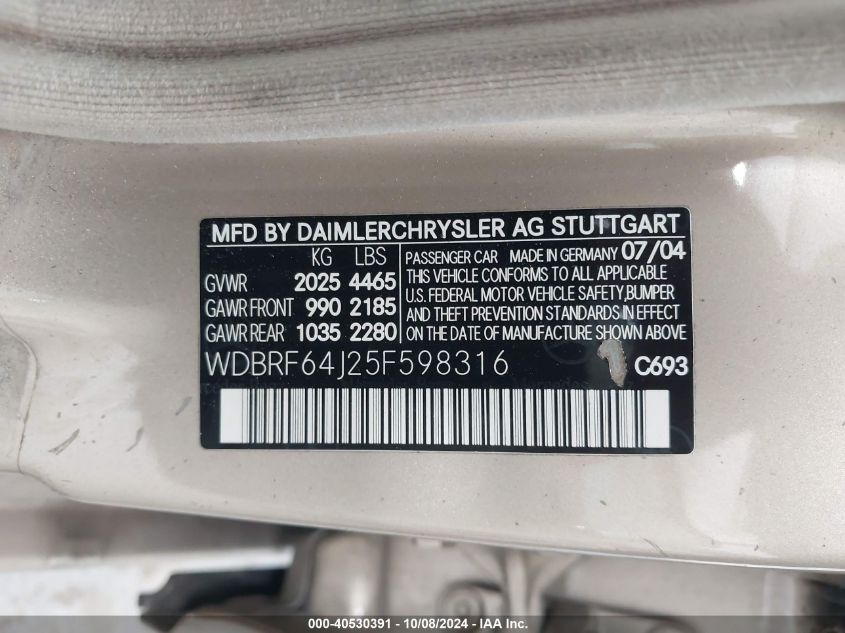 MFD BY DAIMLERCHRYSLER AG STUTTGART
KG LBS
GVWR 2025 4465
GAWR FRONT 990 2185
GAWR REAR 1035 2280
PASSENGER CAR MADE IN GERMANY 07/04
THIS VEHICLE CONFORMS TO ALL APPLICABLE
U.S. FEDERAL MOTOR VEHICLE SAFETY,BUMPER
AND THEFT PREVENTION STANDARDS IN EFFECT
ON THE DATE OF MANUFACTURE SHOWN ABOVE
WDBRF64J25F598316
C693
000-40530391 - 10/08/2024 - IAA Inc.